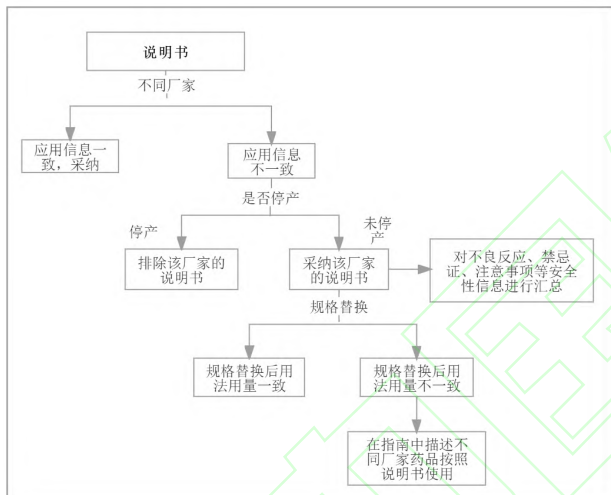 说明书
不同厂家
应用信息一
致，采纳
应用信息
不一致
是否停产
停产
未停
产
排除该厂家的
说明书
采纳该厂家
的说明书
对不良反应、禁忌
证、注意事项等安全
性信息进行汇总
规格替换
规格替换后用
法用量一致
规格替换后用
法用量不一致
在指南中描述不
同厂家药品按照
说明书使用